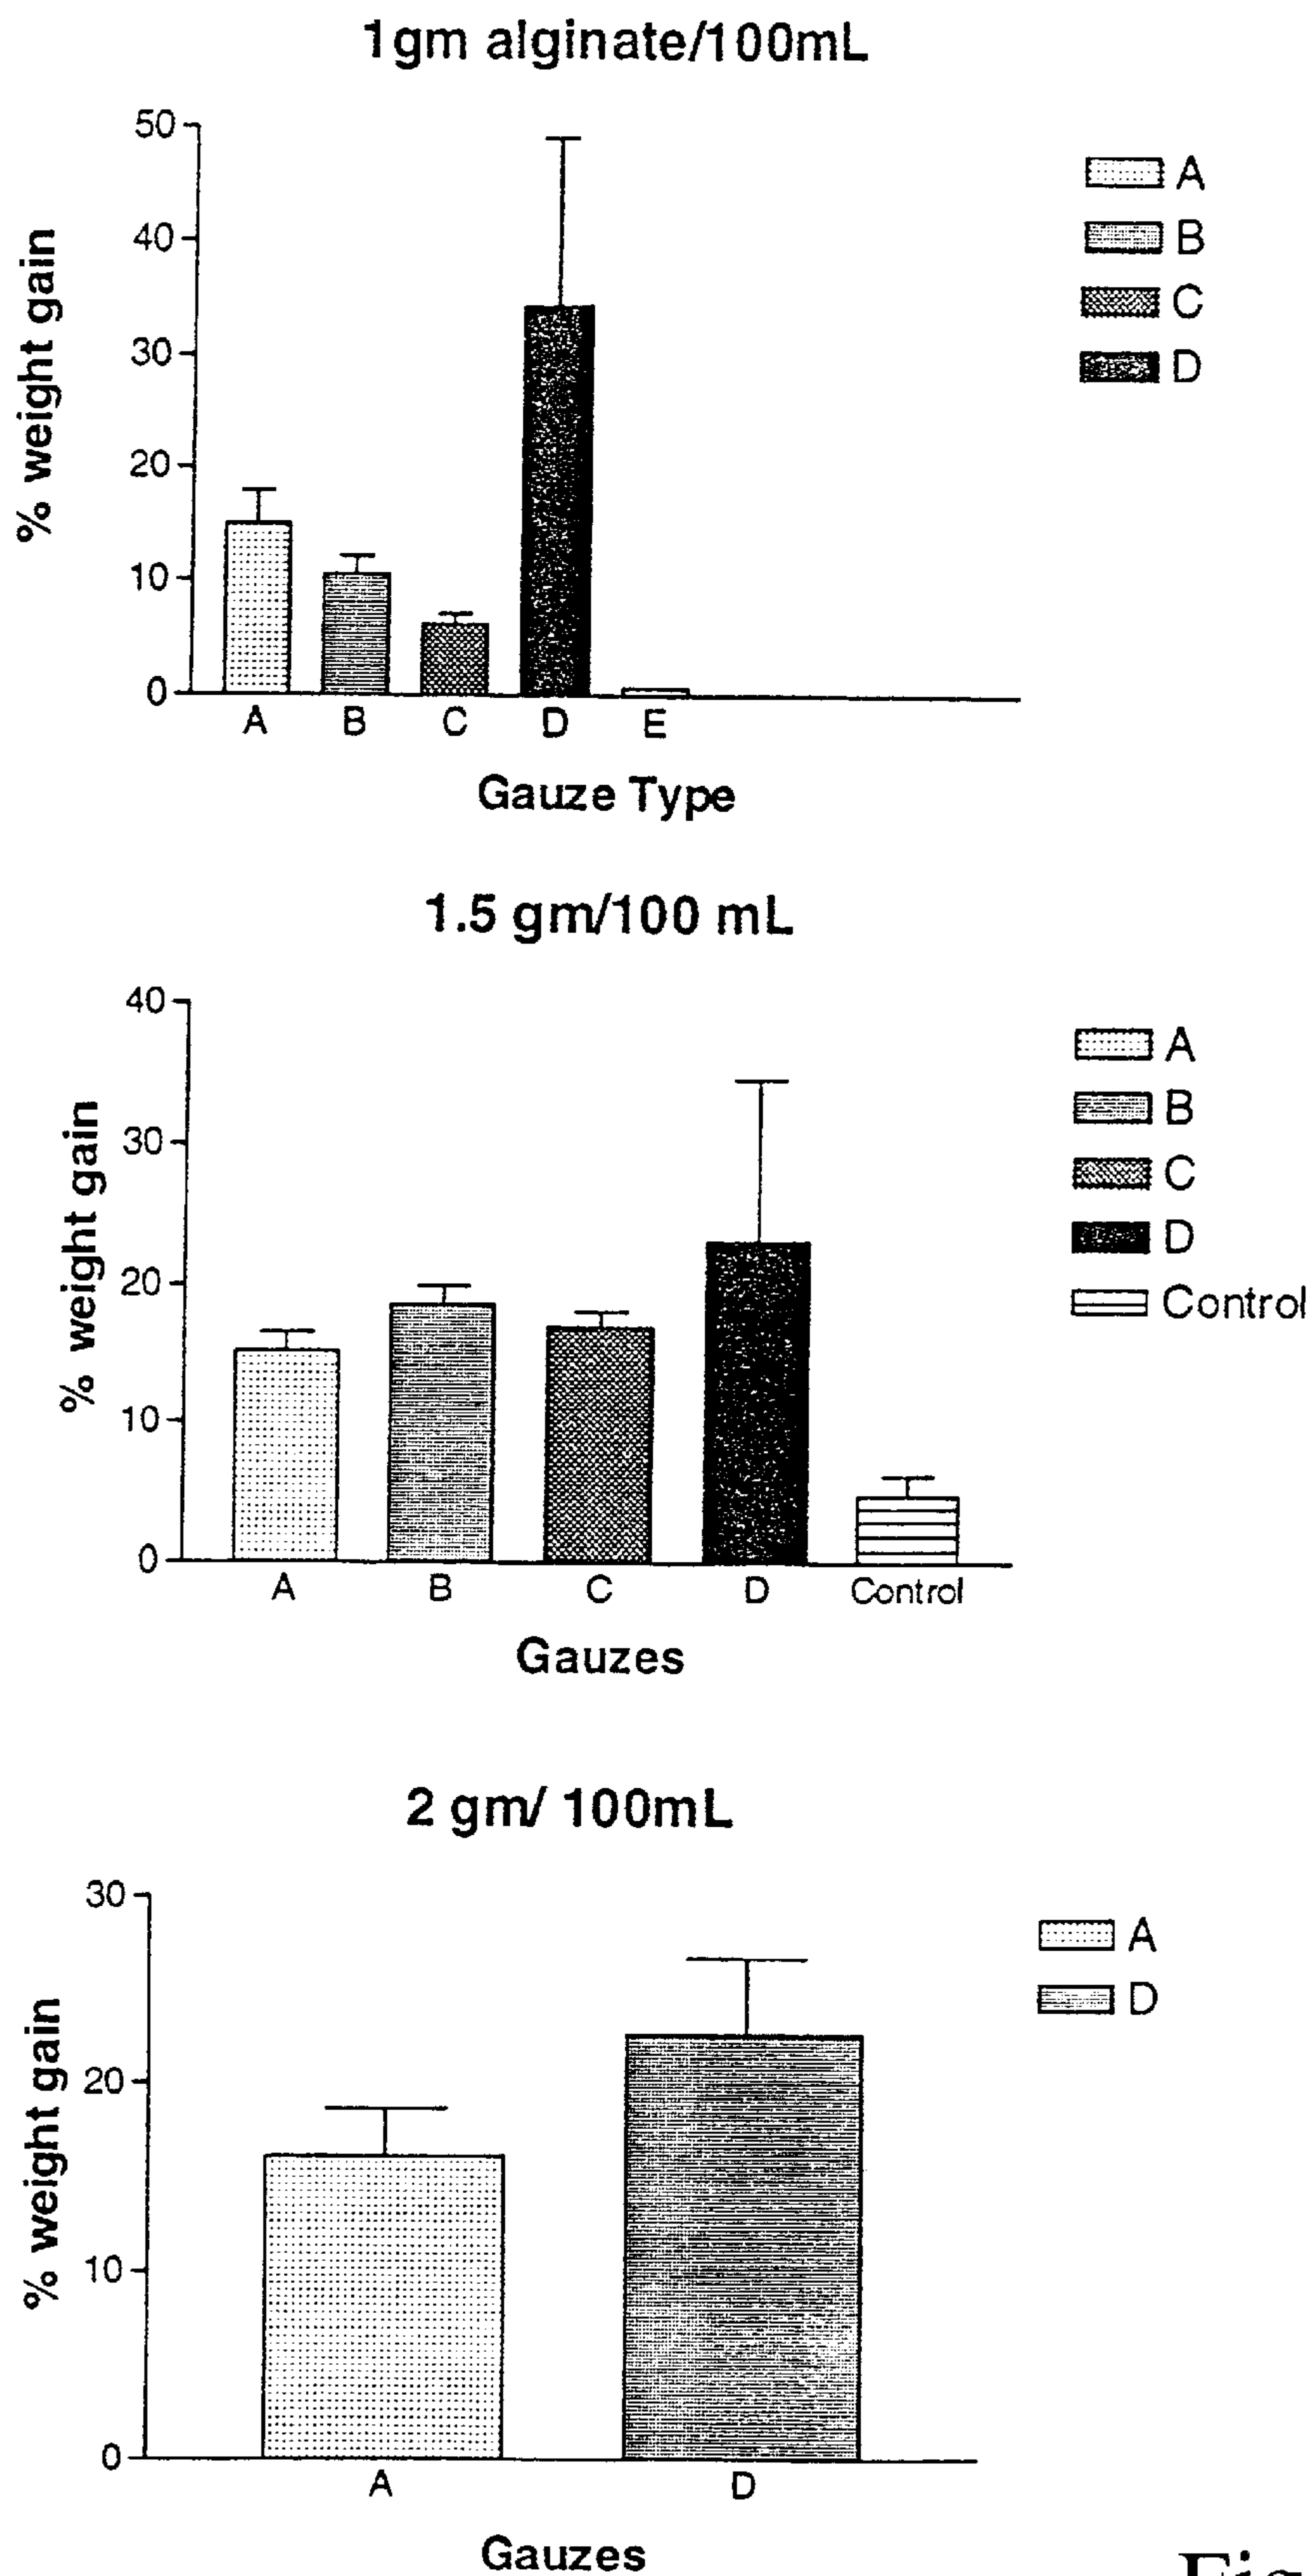 1gm alginate/100mL
50
40
30
20
10
0
% weight gain
A
B
C
D
E
Gauze Type
A
B
C
D
1.5 gm/100 mL
40
30
20
10
0
% weight gain
A
B
C
D
Control
Gauzes
A
B
C
D
Control
2 gm/ 100mL
30
20
10
0
% weight gain
A
D
Gauzes
A
D